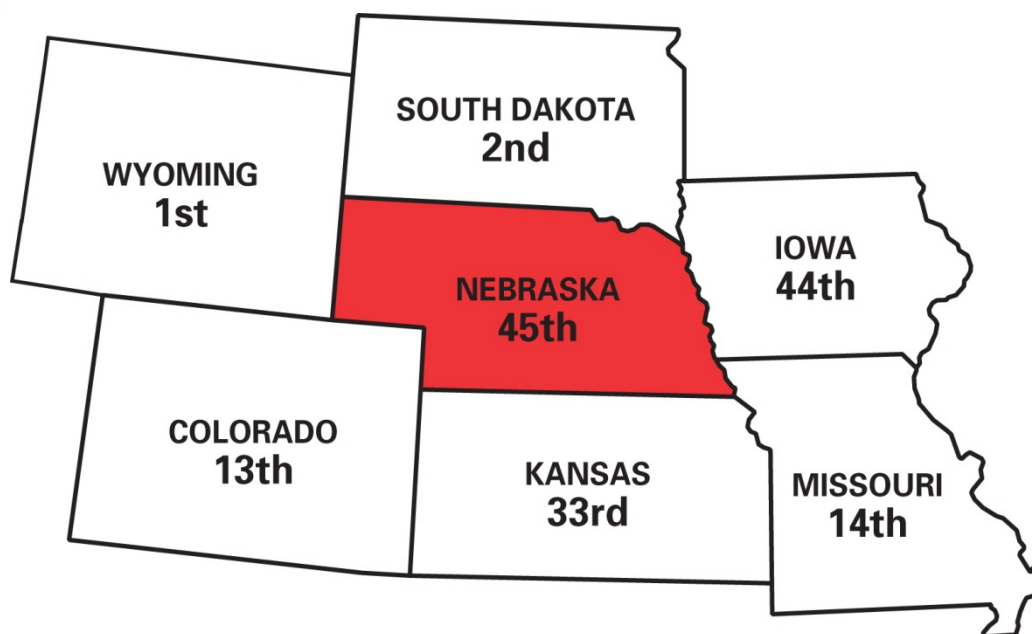 SOUTH DAKOTA
2nd
WYOMING
1st
IOWA
44th
NEBRASKA
45th
COLORADO
13th
KANSAS
33rd
MISSOURI
14th